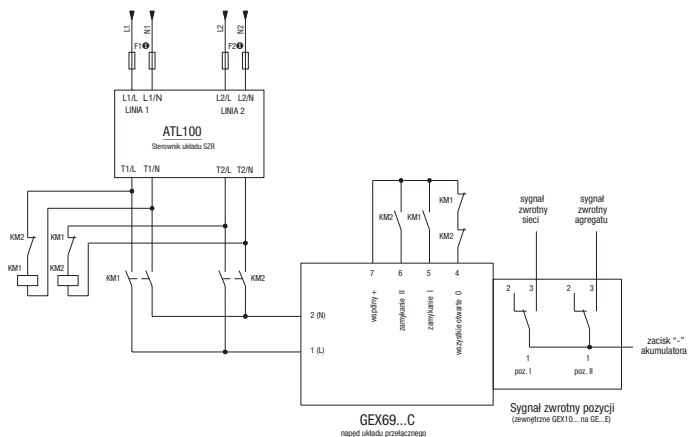 L1
N1
L2
N2
F1❶
F2❶
L1/L L1/N
L2/L L2/N
LINIA 1
LINIA 2
ATL100
Sterownik układu SZR
T1/L T1/N
T2/L T2/N
KM2
KM1
KM1
KM2
KM1
KM2
KM2
KM1
KM1
KM2
sygnał
zwrotny
sieci
sygnał
zwrotny
agregatu
7
6
5
4
wspólny +
zamykanie II
zamykanie I
wszystkie otwarte 0
2 (N)
1 (L)
2
3
2
3
1
1
poz. I
poz. II
zacisk "-"
akumulatora
GEX69...C
napęd układu przełącznego
Sygnał zwrotny pozycji
(zewnętrzne GEX10... na GE...E)